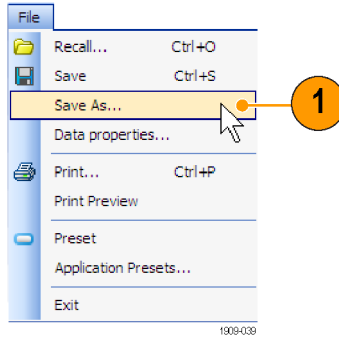 File
Recall... Ctrl+O
Save Ctrl+S
Save As...
1
Data properties...
Print... Ctrl+P
Print Preview
Preset
Application Presets...
Exit
1909-039